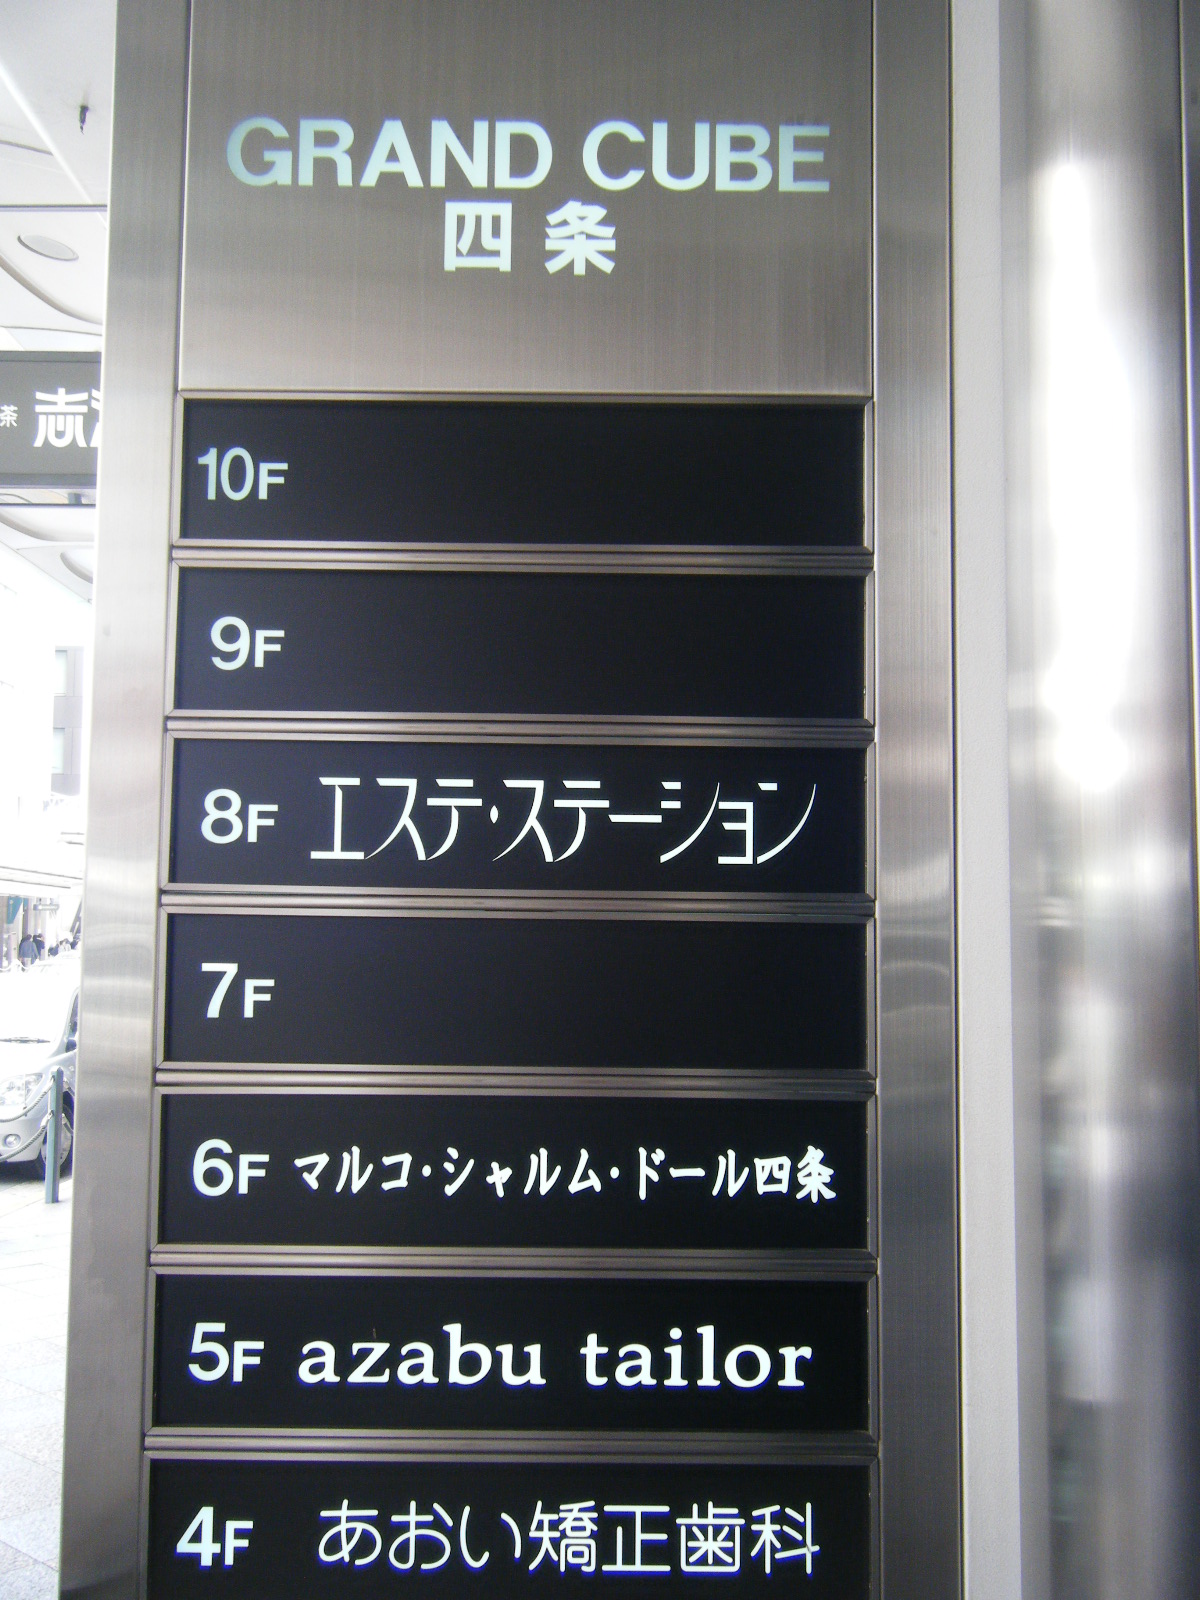 GRAND CUBE
四条
茶 志
10F
9F
8F エステ・ステーション
7F
6F マルコ・シャルム・ドール四条
5F azabu tailor
4F あおい矯正歯科